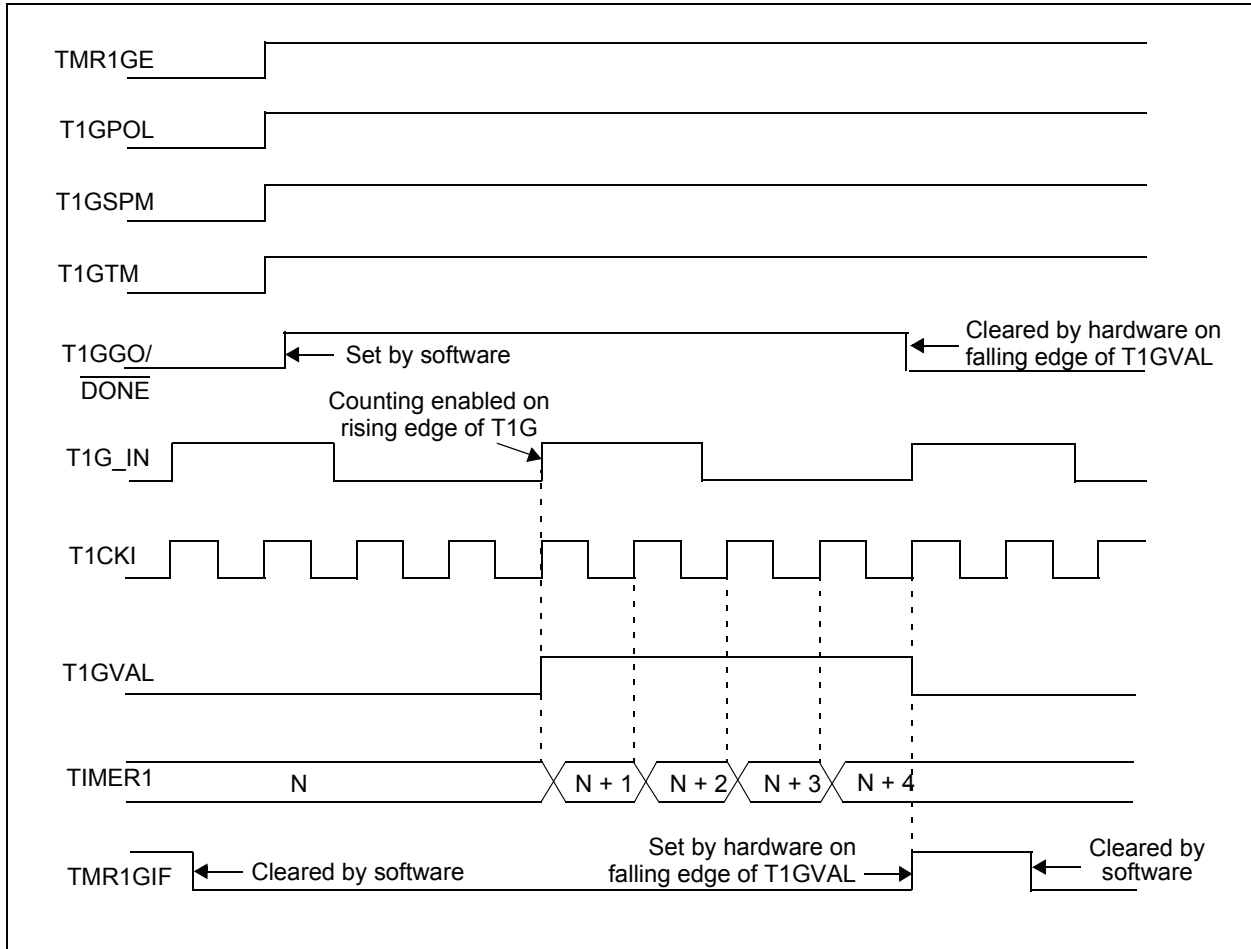 TMR1GE
T1GPOL
T1GSPM
T1GTM
T1GGO/
DONE
Set by software
Cleared by hardware on
falling edge of T1GVAL
Counting enabled on
rising edge of T1G
T1G_IN
T1CKI
T1GVAL
TIMER1
N
N + 1
N + 2
N + 3
N + 4
TMR1GIF
Cleared by software
Set by hardware on
falling edge of T1GVAL
Cleared by
software